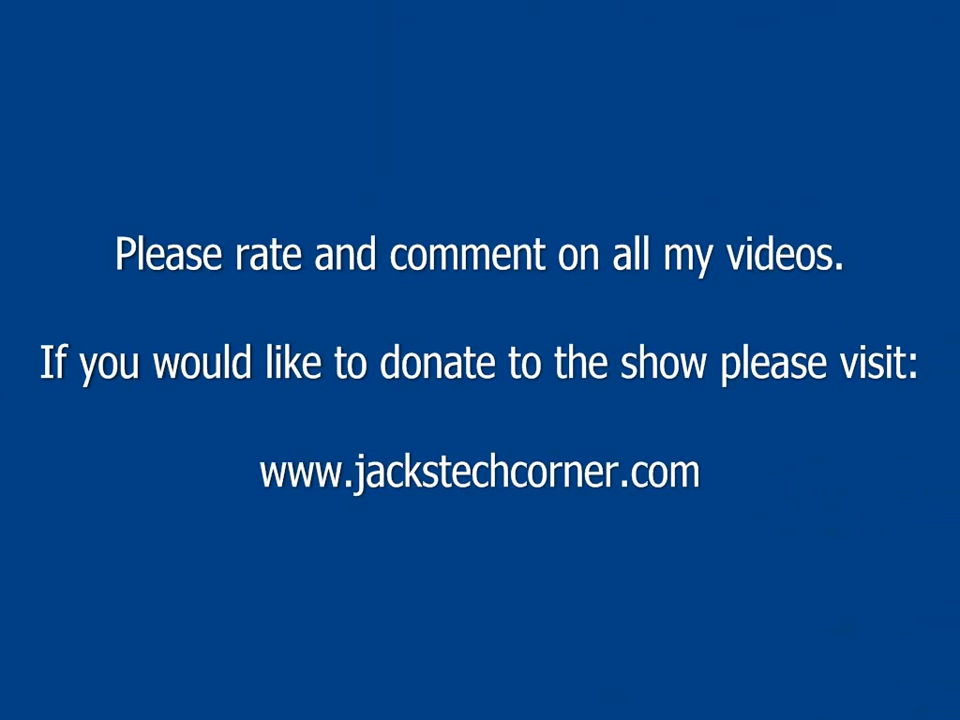 Please rate and comment on all my videos.
If you would like to donate to the show please visit:
www.jackstechcorner.com